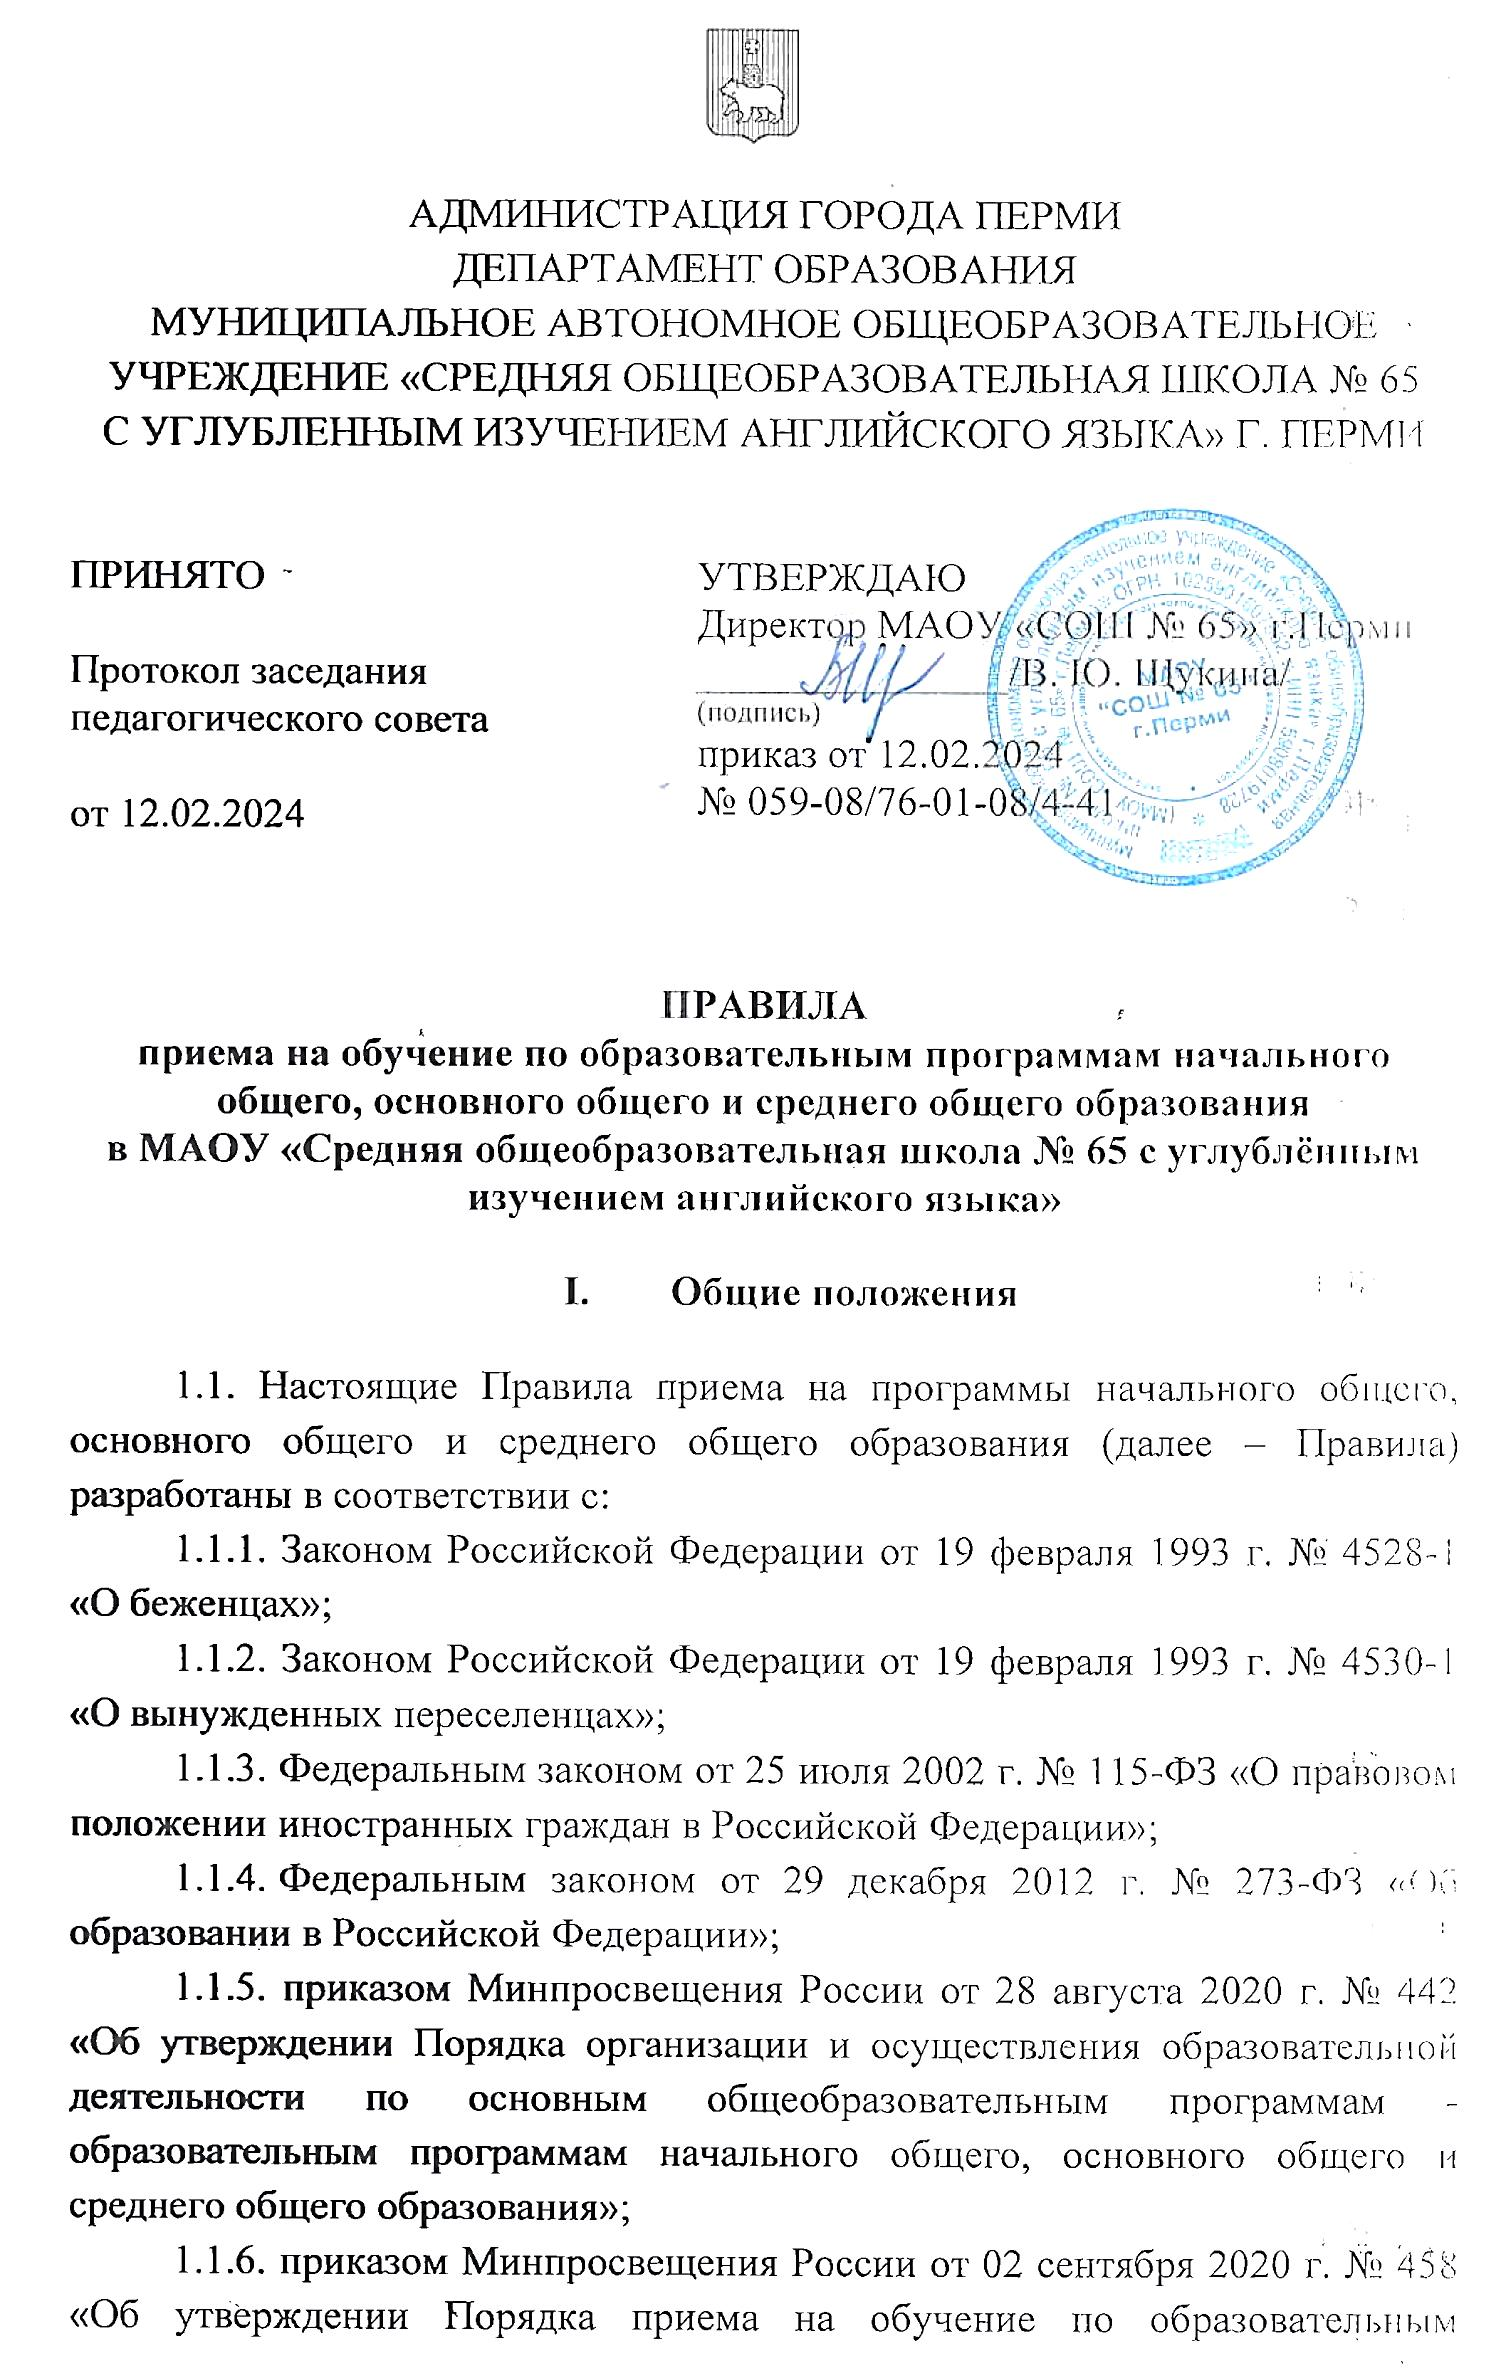 АДМИНИСТРАЦИЯ ГОРОДА ПЕРМИ
ДЕПАРТАМЕНТ ОБРАЗОВАНИЯ
МУНИЦИПАЛЬНОЕ АВТОНОМНОЕ ОБЩЕОБРАЗОВАТЕЛЬНОЕ
УЧРЕЖДЕНИЕ «СРЕДНЯЯ ОБЩЕОБРАЗОВАТЕЛЬНАЯ ШКОЛА № 65
С УГЛУБЛЕННЫМ ИЗУЧЕНИЕМ АНГЛИЙСКОГО ЯЗЫКА» Г. ПЕРМИ
ПРИНЯТО
Протокол заседания
педагогического совета
от 12.02.2024
УТВЕРЖДАЮ
Директор МАОУ «СОШ № 65» г.Перми
/В. Ю. Щукина/
(подпись)
приказ от 12.02.2024
№ 059-08/76-01-08/4-41
МАОУ
"СОШ № 65"
г.Перми
ПРАВИЛА
приема на обучение по образовательным программам начального
общего, основного общего и среднего общего образования
в МАОУ «Средняя общеобразовательная школа № 65 с углублённым
изучением английского языка»
I. Общие положения
1.1. Настоящие Правила приема на программы начального общего,
основного общего и среднего общего образования (далее – Правила)
разработаны в соответствии с:
1.1.1. Законом Российской Федерации от 19 февраля 1993 г. № 4528-1
«О беженцах»;
1.1.2. Законом Российской Федерации от 19 февраля 1993 г. № 4530-1
«О вынужденных переселенцах»;
1.1.3. Федеральным законом от 25 июля 2002 г. № 115-ФЗ «О правовом
положении иностранных граждан в Российской Федерации»;
1.1.4. Федеральным законом от 29 декабря 2012 г. № 273-ФЗ «Об
образовании в Российской Федерации»;
1.1.5. приказом Минпросвещения России от 28 августа 2020 г. № 442
«Об утверждении Порядка организации и осуществления образовательной
деятельности по основным общеобразовательным программам -
образовательным программам начального общего, основного общего и
среднего общего образования»;
1.1.6. приказом Минпросвещения России от 02 сентября 2020 г. № 458
«Об утверждении Порядка приема на обучение по образовательным